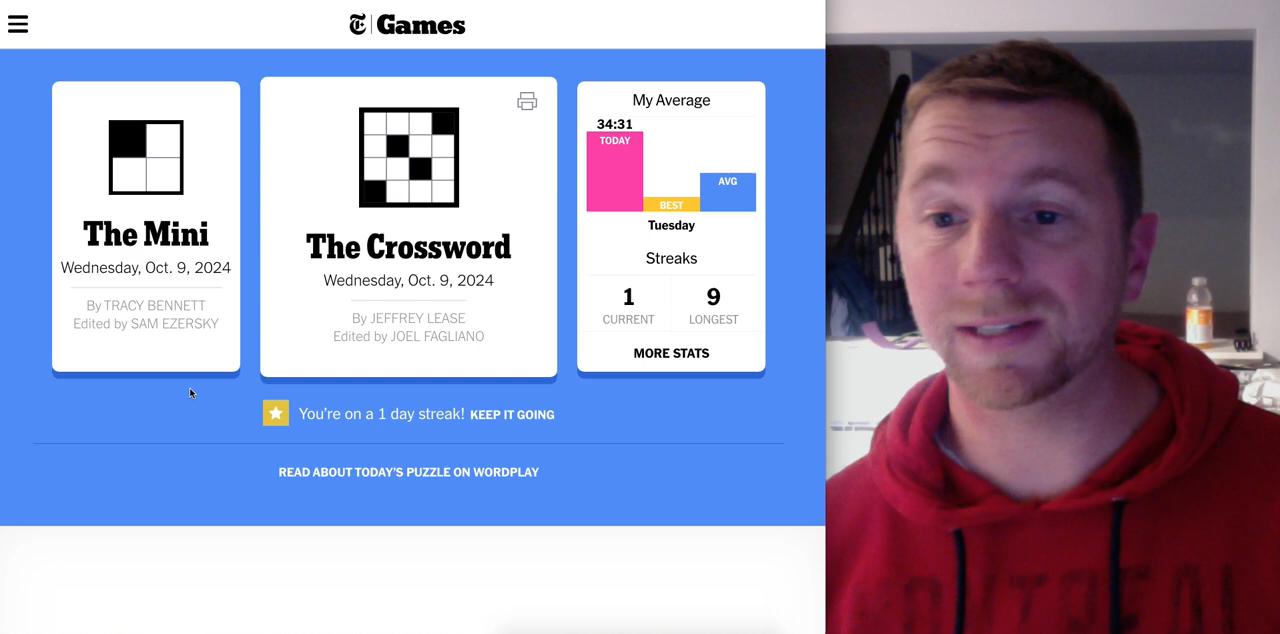 T Games
The Mini
Wednesday, Oct. 9, 2024
By TRACY BENNETT
Edited by SAM EZERSKY
The Crossword
Wednesday, Oct. 9, 2024
By JEFFREY LEASE
Edited by JOEL FAGLIANO
My Average
34:31
TODAY
BEST
AVG
Tuesday
Streaks
1 9
CURRENT LONGEST
MORE STATS
You're on a 1 day streak! KEEP IT GOING
READ ABOUT TODAY'S PUZZLE ON WORDPLAY